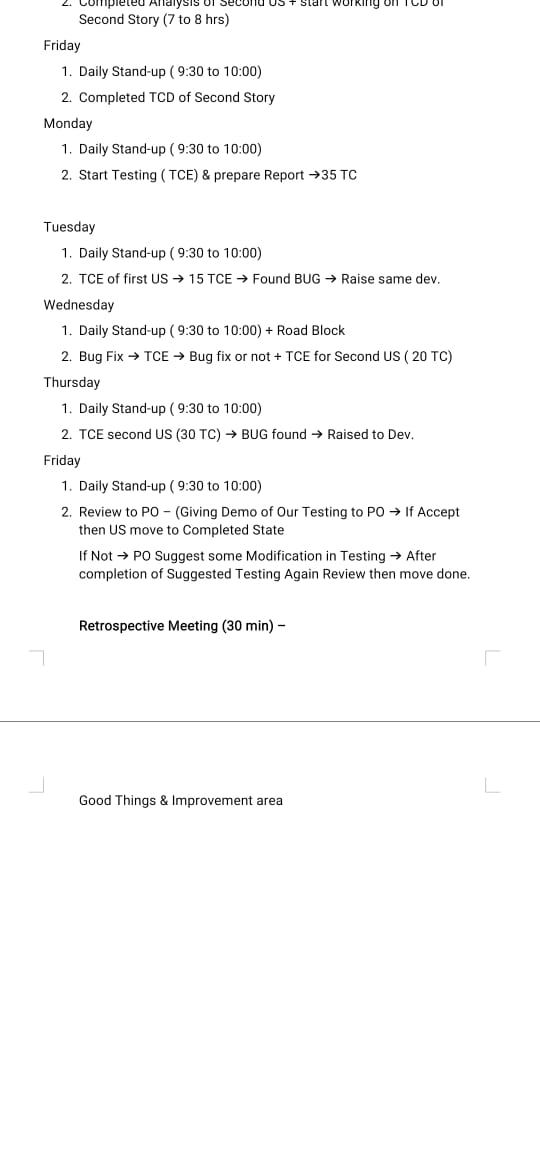 2. Completed Analysis of Second US + start working on TCD of
Second Story (7 to 8 hrs)
Friday
1. Daily Stand-up ( 9:30 to 10:00)
2. Completed TCD of Second Story
Monday
1. Daily Stand-up ( 9:30 to 10:00)
2. Start Testing ( TCE) & prepare Report →35 TC
Tuesday
1. Daily Stand-up ( 9:30 to 10:00)
2. TCE of first US → 15 TCE → Found BUG → Raise same dev.
Wednesday
1. Daily Stand-up ( 9:30 to 10:00) + Road Block
2. Bug Fix → TCE → Bug fix or not + TCE for Second US ( 20 TC)
Thursday
1. Daily Stand-up ( 9:30 to 10:00)
2. TCE second US (30 TC) → BUG found → Raised to Dev.
Friday
1. Daily Stand-up ( 9:30 to 10:00)
2. Review to PO – (Giving Demo of Our Testing to PO → If Accept
then US move to Completed State
If Not → PO Suggest some Modification in Testing → After
completion of Suggested Testing Again Review then move done.
Retrospective Meeting (30 min) –
Good Things & Improvement area